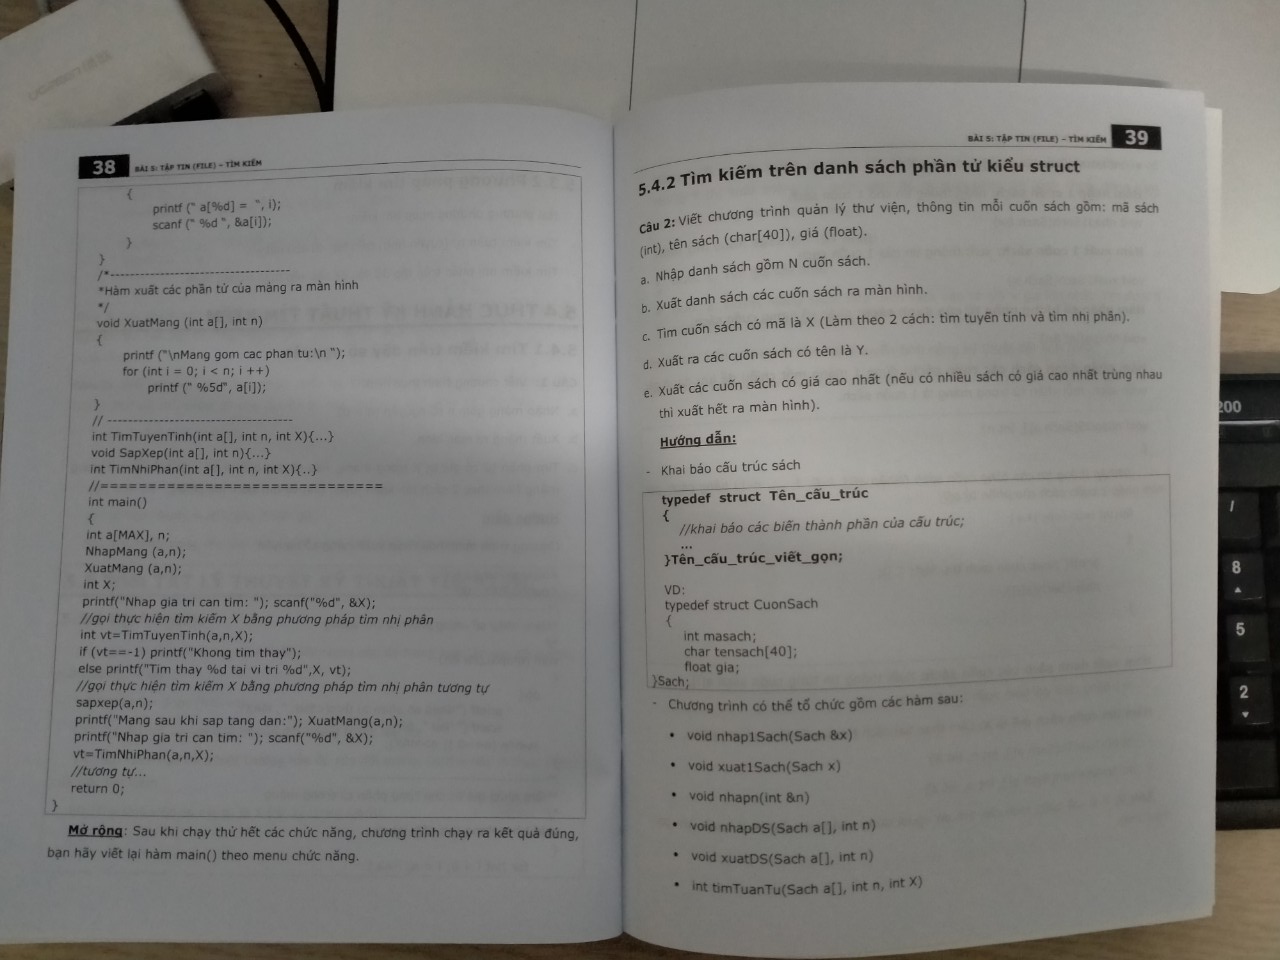 38 BÀI 5: TẬP TIN (FILE) – TÌM KIẾM
{
printf (" a[%d] = ", i);
scanf (" %d ", &a[i]);
}
}
/*-----------------------------------
*Hàm xuất các phần tử của mảng ra màn hình
*/
void XuatMang (int a[], int n)
{
printf ("\nMang gom cac phan tu:\n ");
for (int i = 0; i < n; i ++)
printf (" %5d", a[i]);
}
// -----------------------------------
int TimTuyenTinh(int a[], int n, int X){...}
void SapXep(int a[], int n){...}
int TimNhiPhan(int a[], int n, int X){..}
//==============================
int main()
{
int a[MAX], n;
NhapMang (a,n);
XuatMang (a,n);
int X;
printf("Nhap gia tri can tim: "); scanf("%d", &X);
//gọi thực hiện tìm kiếm X bằng phương pháp tìm nhị phân
int vt=TimTuyenTinh(a,n,X);
if (vt==-1) printf("Khong tim thay");
else printf("Tim thay %d tai vi tri %d",X, vt);
//gọi thực hiện tìm kiếm X bằng phương pháp tìm nhị phân tương tự
sapxep(a,n);
printf("Mang sau khi sap tang dan:"); XuatMang(a,n);
printf("Nhap gia tri can tim: "); scanf("%d", &X);
vt=TimNhiPhan(a,n,X);
//tương tự...
return 0;
}
Mở rộng: Sau khi chạy thử hết các chức năng, chương trình chạy ra kết quả đúng,
bạn hãy viết lại hàm main() theo menu chức năng.
BÀI 5: TẬP TIN (FILE) – TÌM KIẾM 39
5.4.2 Tìm kiếm trên danh sách phần tử kiểu struct
Câu 2: Viết chương trình quản lý thư viện, thông tin mỗi cuốn sách gồm: mã sách
(int), tên sách (char[40]), giá (float).
a. Nhập danh sách gồm N cuốn sách.
b. Xuất danh sách các cuốn sách ra màn hình.
c. Tìm cuốn sách có mã là X (Làm theo 2 cách: tìm tuyến tính và tìm nhị phân).
d. Xuất ra các cuốn sách có tên là Y.
e. Xuất các cuốn sách có giá cao nhất (nếu có nhiều sách có giá cao nhất trùng nhau
thì xuất hết ra màn hình).
Hướng dẫn:
- Khai báo cấu trúc sách
typedef struct Tên_cấu_trúc
{
//khai báo các biến thành phần của cấu trúc;
...
}Tên_cấu_trúc_viết_gọn;
VD:
typedef struct CuonSach
{
int masach;
char tensach[40];
float gia;
}Sach;
- Chương trình có thể tổ chức gồm các hàm sau:
• void nhap1Sach(Sach &x)
• void xuat1Sach(Sach x)
• void nhapn(int &n)
• void nhapDS(Sach a[], int n)
• void xuatDS(Sach a[], int n)
• int timTuanTu(Sach a[], int n, int X)
200
/
8
5
2